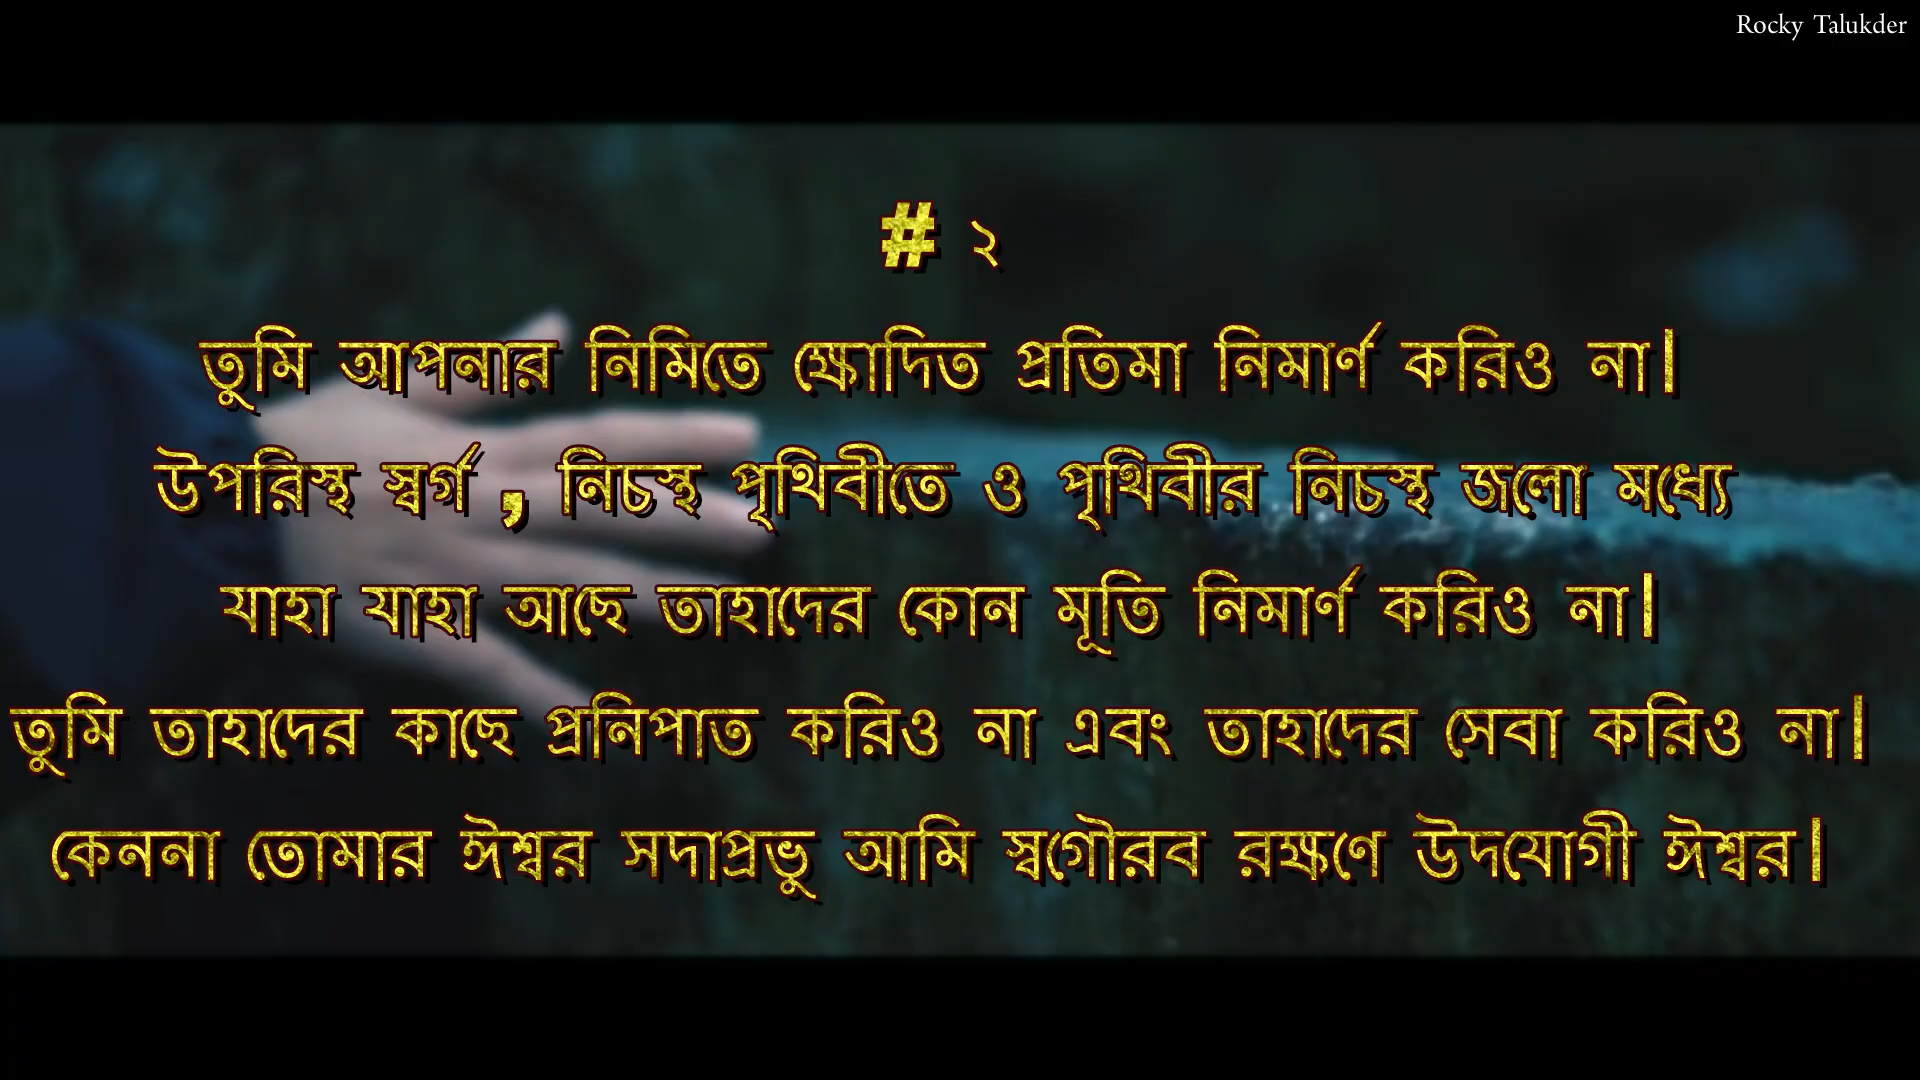 Rocky Talukder
# ২
তুমি আপনার নিমিতে ক্ষোদিত প্রতিমা নিমার্ণ করিও না।
উপরিস্থ স্বর্গ , নিচস্থ পৃথিবীতে ও পৃথিবীর নিচস্থ জলো মধ্যে
যাহা যাহা আছে তাহাদের কোন মূতি নিমার্ণ করিও না।
তুমি তাহাদের কাছে প্রনিপাত করিও না এবং তাহাদের সেবা করিও না।
কেননা তোমার ঈশ্বর সদাপ্রভু আমি স্বগৌরব রক্ষণে উদযোগী ঈশ্বর।